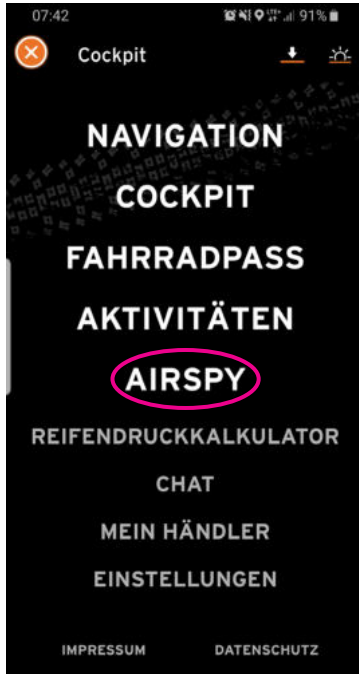 07:42 91%
Cockpit
NAVIGATION
COCKPIT
FAHRRADPASS
AKTIVITÄTEN
AIRSPY
REIFENDRUCKKALKULATOR
CHAT
MEIN HÄNDLER
EINSTELLUNGEN
IMPRESSUM DATENSCHUTZ